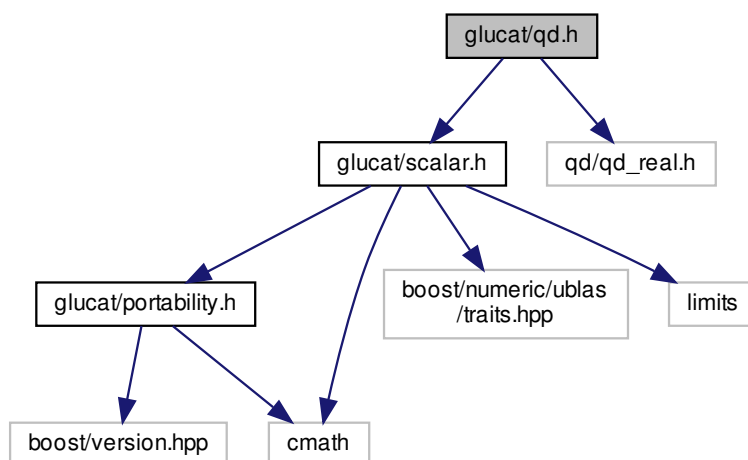 glucat/qd.h
glucat/scalar.h
qd/qd_real.h
glucat/portability.h
boost/numeric/ublas
/traits.hpp
limits
boost/version.hpp
cmath